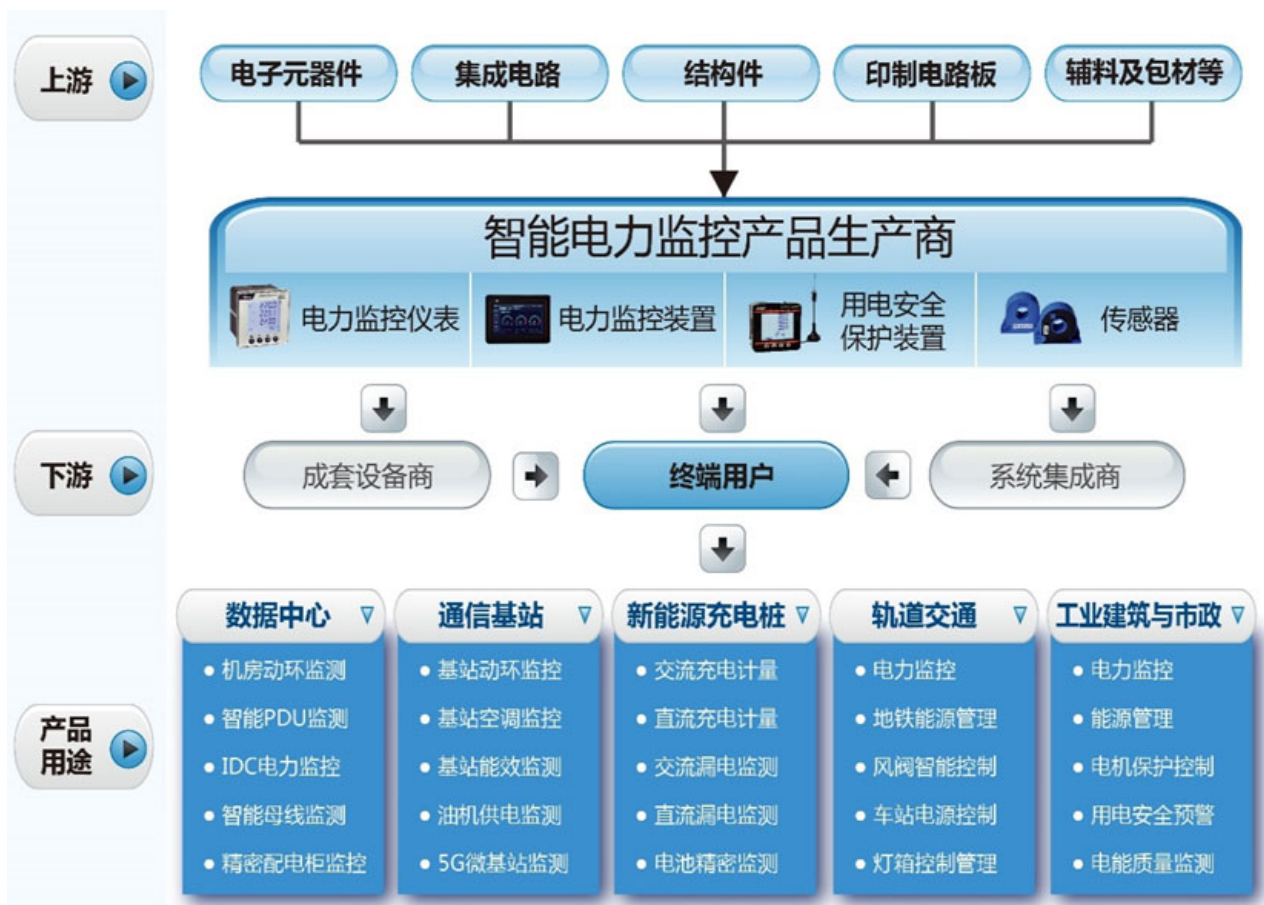 上游
电子元器件
集成电路
结构件
印制电路板
辅料及包材等
智能电力监控产品生产商
电力监控仪表
电力监控装置
用电安全
保护装置
传感器
下游
成套设备商
终端用户
系统集成商
产品
用途
数据中心
机房动环监测
智能PDU监测
IDC电力监控
智能母线监测
精密配电柜监控
通信基站
基站动环监控
基站空调监控
基站能效监测
油机供电监测
5G微基站监测
新能源充电桩
交流充电计量
直流充电计量
交流漏电监测
直流漏电监测
电池精密监测
轨道交通
电力监控
地铁能源管理
风阀智能控制
车站电源控制
灯箱控制管理
工业建筑与市政
电力监控
能源管理
电机保护控制
用电安全预警
电能质量监测